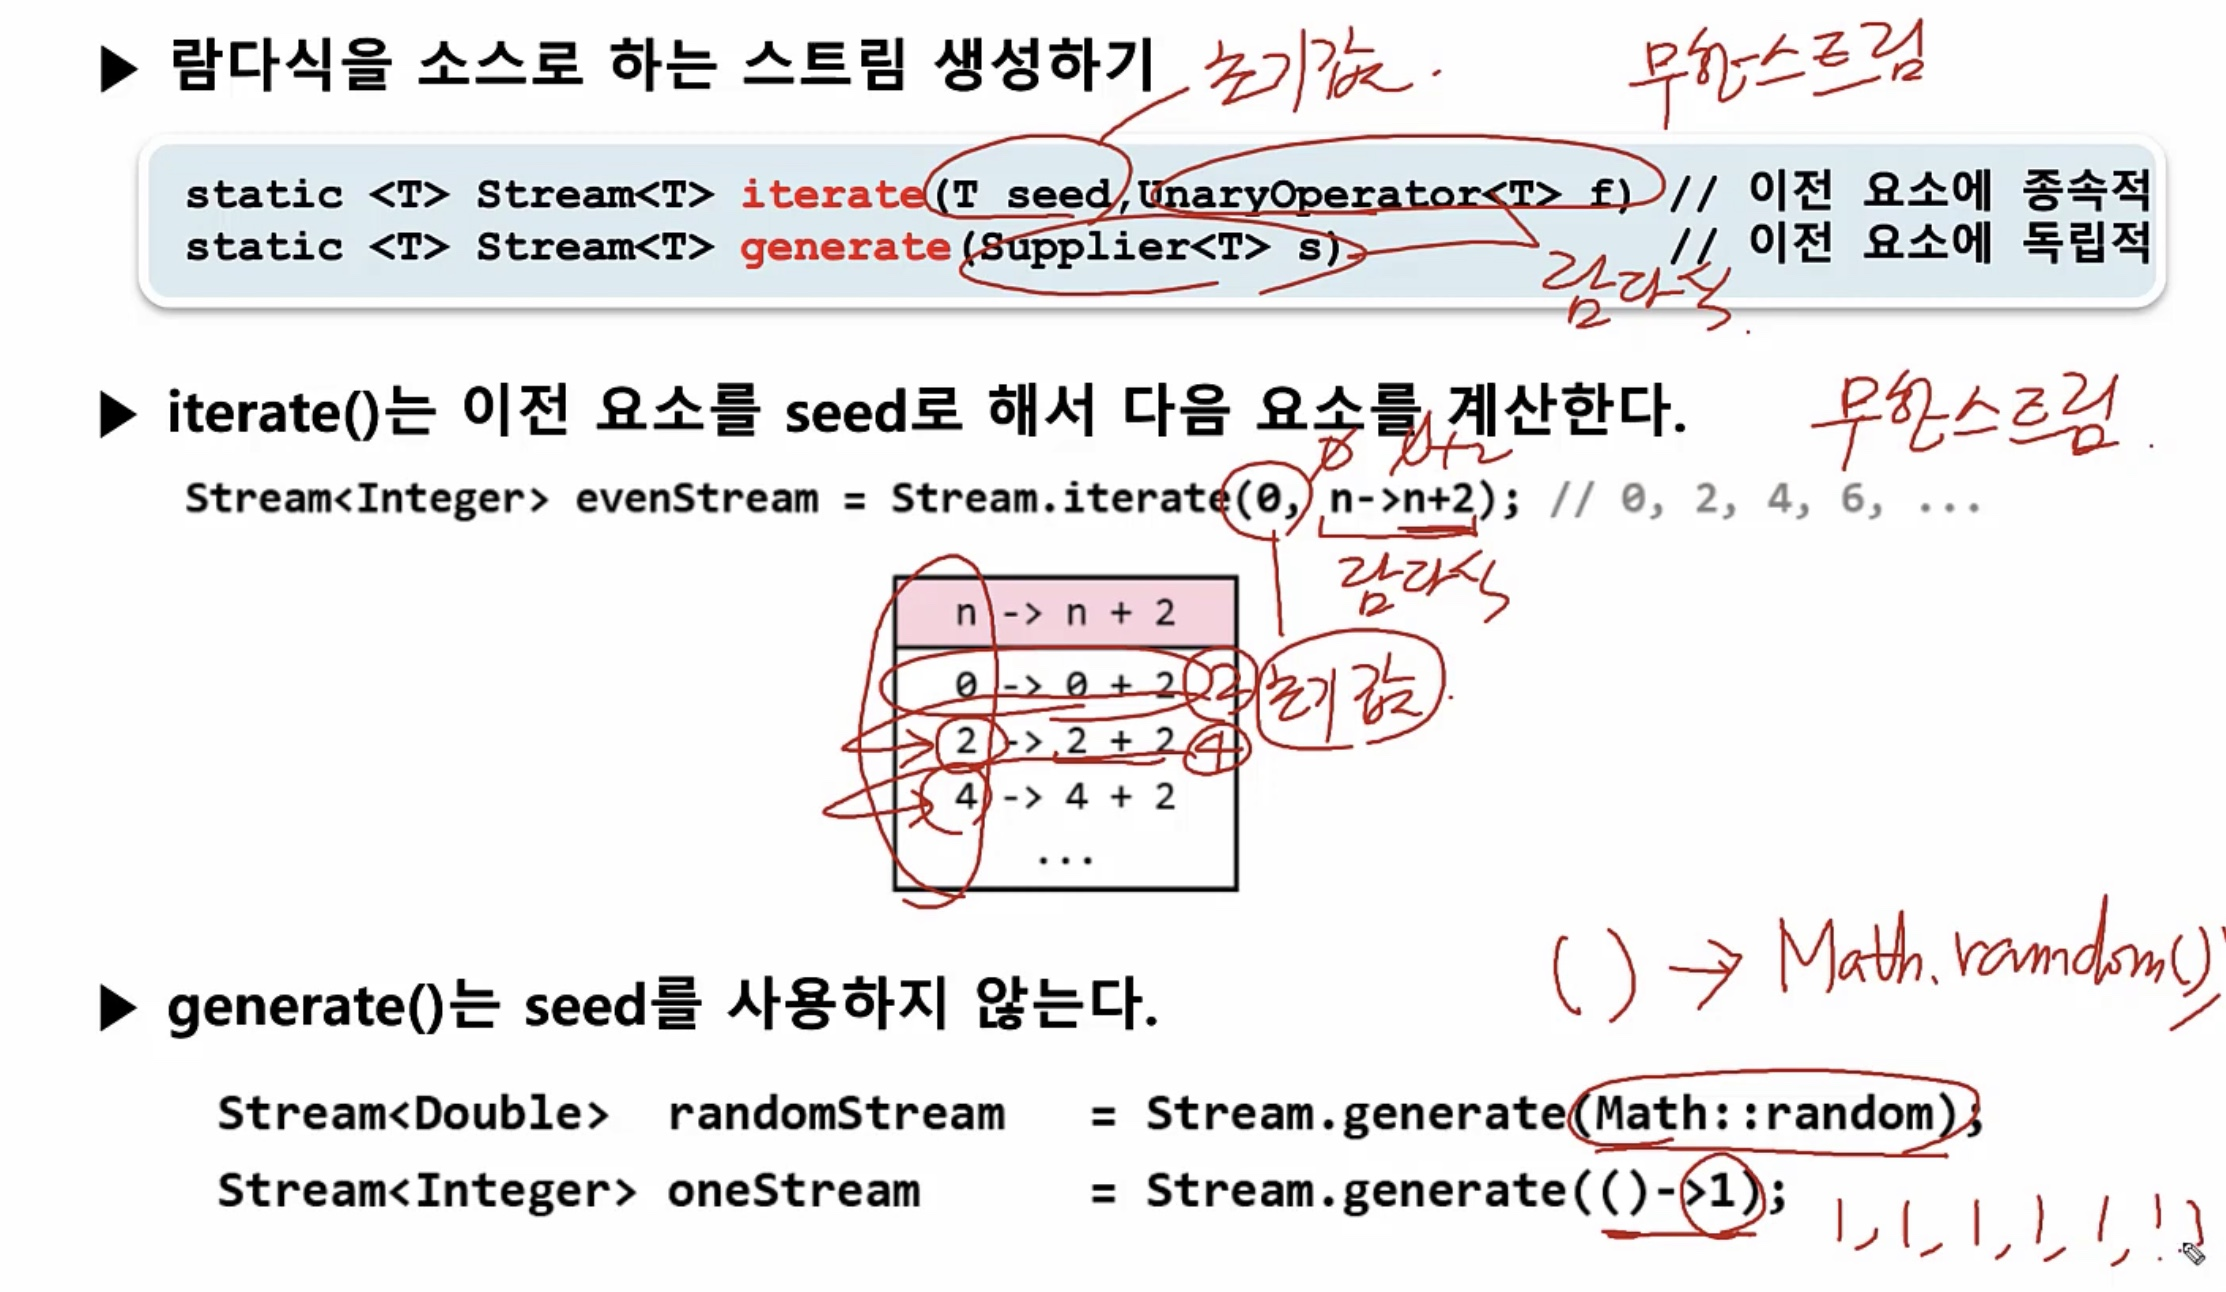 ▶ 람다식을 소스로 하는 스트림 생성하기 초기값. 무한스트림
static <T> Stream<T> iterate(T seed,UnaryOperator<T> f) // 이전 요소에 종속적
static <T> Stream<T> generate(Supplier<T> s) // 이전 요소에 독립적
람다식.
▶ iterate()는 이전 요소를 seed로 해서 다음 요소를 계산한다. 무한스트림.
Stream<Integer> evenStream = Stream.iterate(0, n->n+2); // 0, 2, 4, 6, ...
람다식
n -> n + 2
0 -> 0 + 2 2 초기값.
2 -> 2 + 2 4
4 -> 4 + 2
...
( ) → Math.random()
▶ generate()는 seed를 사용하지 않는다.
Stream<Double> randomStream = Stream.generate(Math::random);
Stream<Integer> oneStream = Stream.generate(()->1);
1, 1, 1, 1, 1, 1